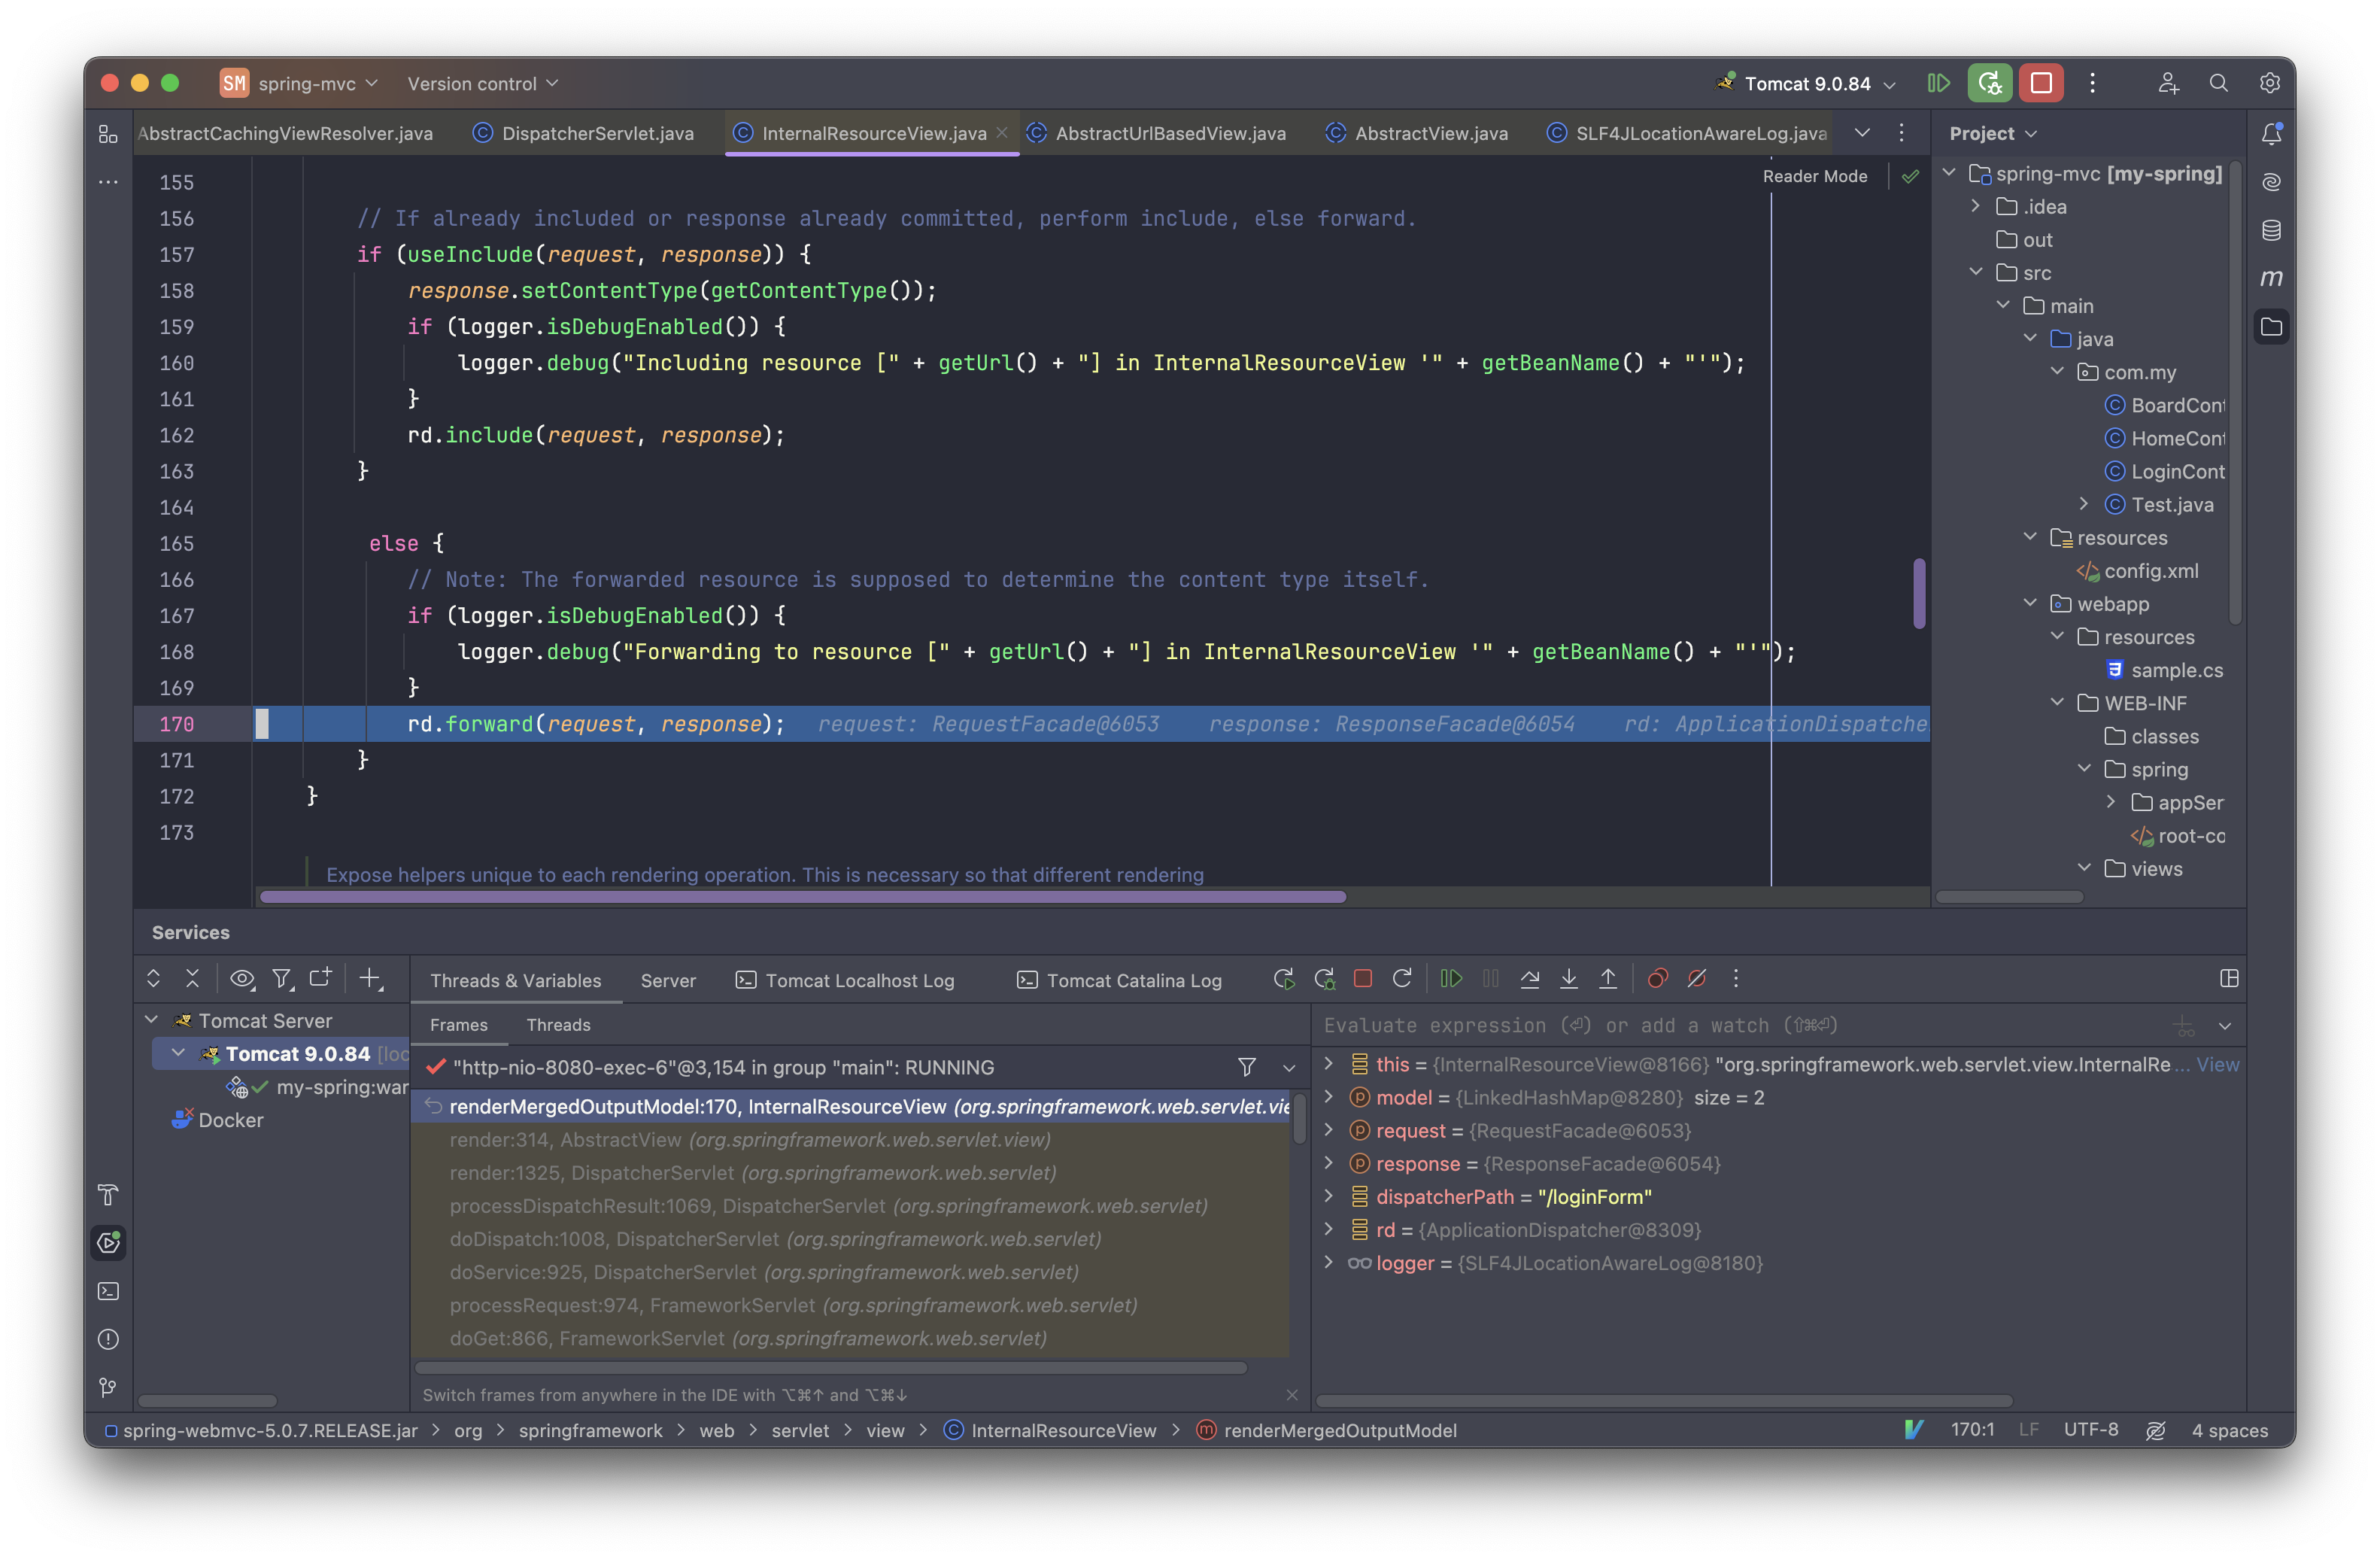 SM spring-mvc Version control Tomcat 9.0.84
AbstractCachingViewResolver.java DispatcherServlet.java InternalResourceView.java AbstractUrlBasedView.java AbstractView.java SLF4JLocationAwareLog.java
Reader Mode
155
156 // If already included or response already committed, perform include, else forward.
157 if (useInclude(request, response)) {
158 response.setContentType(getContentType());
159 if (logger.isDebugEnabled()) {
160 logger.debug("Including resource [" + getUrl() + "] in InternalResourceView '" + getBeanName() + "'");
161 }
162 rd.include(request, response);
163 }
164
165 else {
166 // Note: The forwarded resource is supposed to determine the content type itself.
167 if (logger.isDebugEnabled()) {
168 logger.debug("Forwarding to resource [" + getUrl() + "] in InternalResourceView '" + getBeanName() + "'");
169 }
170 rd.forward(request, response); request: RequestFacade@6053 response: ResponseFacade@6054 rd: ApplicationDispatche
171 }
172 }
173
Expose helpers unique to each rendering operation. This is necessary so that different rendering
Project
spring-mvc [my-spring]
.idea
out
src
main
java
com.my
BoardCont
HomeCont
LoginCont
Test.java
resources
config.xml
webapp
resources
sample.cs
WEB-INF
classes
spring
appSer
root-co
views
m
Services
Threads & Variables Server Tomcat Localhost Log Tomcat Catalina Log
Tomcat Server
Tomcat 9.0.84 [loc
my-spring:war
Docker
Frames Threads
"http-nio-8080-exec-6"@3,154 in group "main": RUNNING
renderMergedOutputModel:170, InternalResourceView (org.springframework.web.servlet.vie
render:314, AbstractView (org.springframework.web.servlet.view)
render:1325, DispatcherServlet (org.springframework.web.servlet)
processDispatchResult:1069, DispatcherServlet (org.springframework.web.servlet)
doDispatch:1008, DispatcherServlet (org.springframework.web.servlet)
doService:925, DispatcherServlet (org.springframework.web.servlet)
processRequest:974, FrameworkServlet (org.springframework.web.servlet)
doGet:866, FrameworkServlet (org.springframework.web.servlet)
Switch frames from anywhere in the IDE with ⌥⌘↑ and ⌥⌘↓
Evaluate expression (⏎) or add a watch (⇧⌘⏎)
this = {InternalResourceView@8166} "org.springframework.web.servlet.view.InternalRe... View
model = {LinkedHashMap@8280} size = 2
request = {RequestFacade@6053}
response = {ResponseFacade@6054}
dispatcherPath = "/loginForm"
rd = {ApplicationDispatcher@8309}
logger = {SLF4JLocationAwareLog@8180}
spring-webmvc-5.0.7.RELEASE.jar > org > springframework > web > servlet > view > InternalResourceView > renderMergedOutputModel 170:1 LF UTF-8 4 spaces